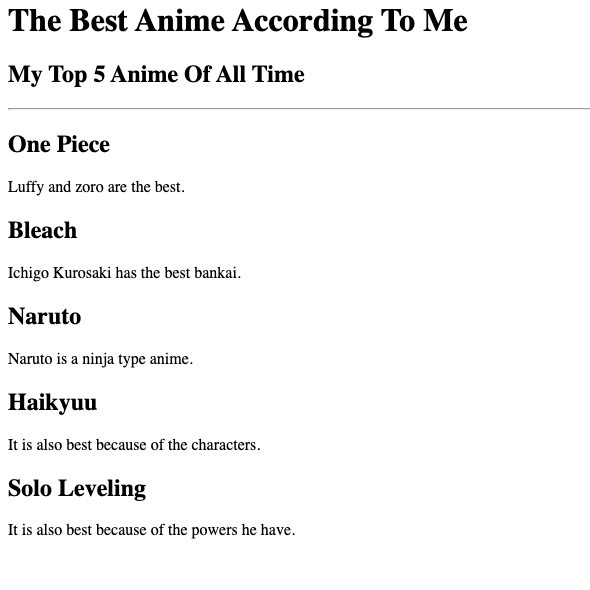 The Best Anime According To Me
My Top 5 Anime Of All Time
One Piece
Luffy and zoro are the best.
Bleach
Ichigo Kurosaki has the best bankai.
Naruto
Naruto is a ninja type anime.
Haikyuu
It is also best because of the characters.
Solo Leveling
It is also best because of the powers he have.